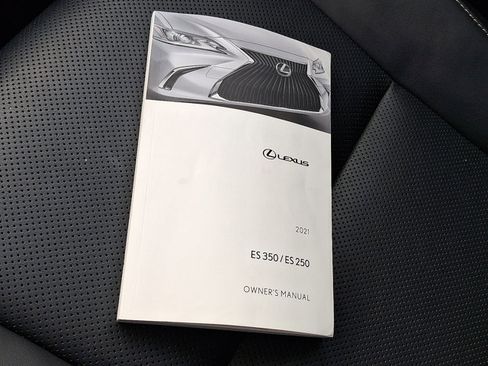 LEXUS
2021
ES 350 / ES 250
OWNER'S MANUAL